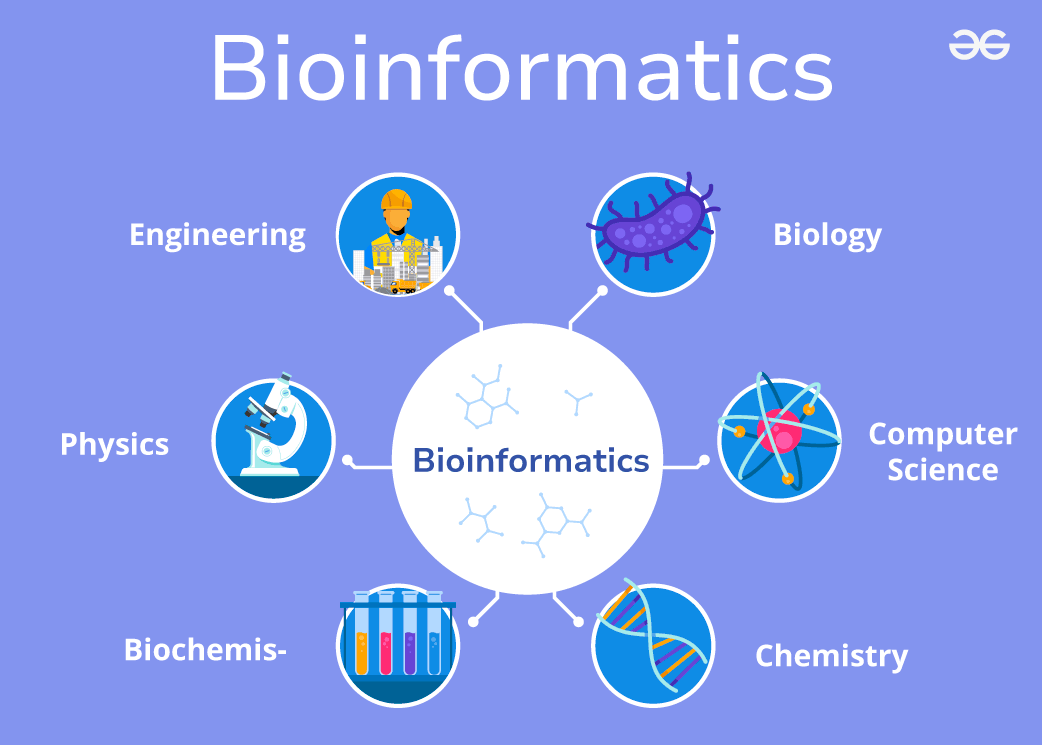 Bioinformatics
Engineering
Biology
Physics
Bioinformatics
Computer
Science
Biochemis-
Chemistry